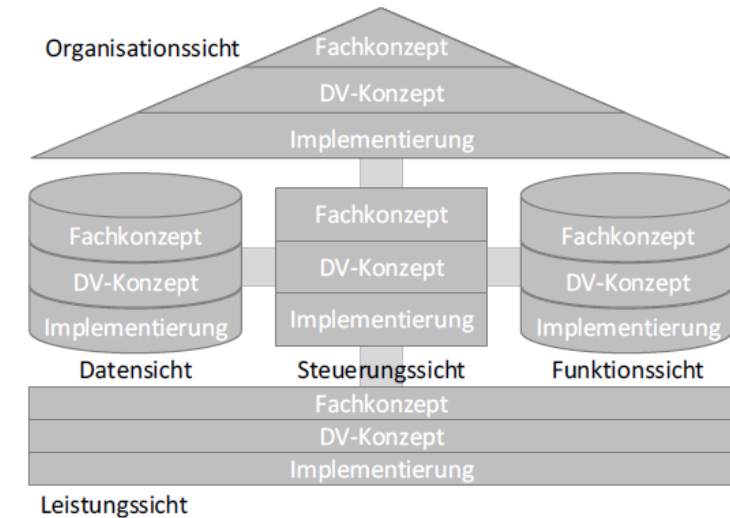 Organisationssicht
Fachkonzept
DV-Konzept
Implementierung
Fachkonzept
DV-Konzept
Implementierung
Datensicht
Fachkonzept
DV-Konzept
Implementierung
Steuerungssicht
Fachkonzept
DV-Konzept
Implementierung
Funktionssicht
Fachkonzept
DV-Konzept
Implementierung
Leistungssicht